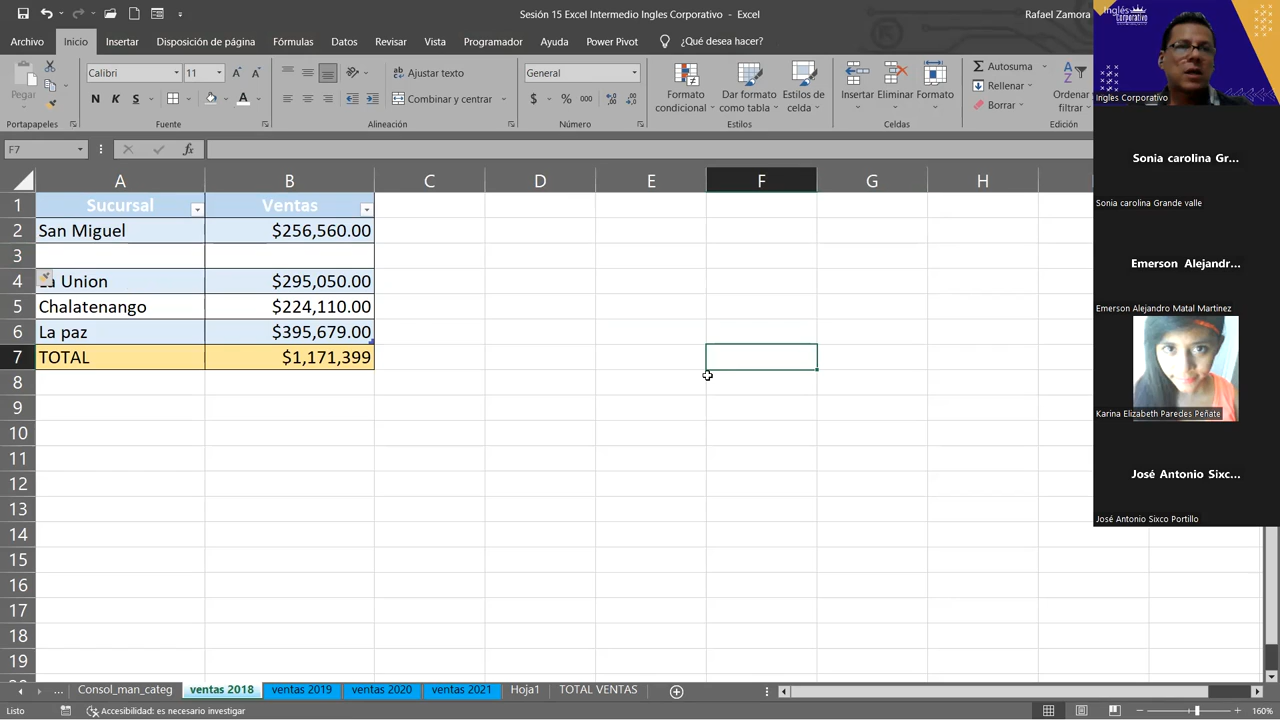 Sesión 15 Excel Intermedio Ingles Corporativo - Excel
Rafael Zamora
Archivo Inicio Insertar Disposición de página Fórmulas Datos Revisar Vista Programador Ayuda Power Pivot ¿Qué desea hacer?
Pegar
Calibri 11
N K S
Ajustar texto
Combinar y centrar
General
$ % 000
Formato condicional
Dar formato como tabla
Estilos de celda
Insertar Eliminar Formato
Autosuma
Rellenar
Borrar
Ordenar filtrar
Portapapeles Fuente Alineación Número Estilos Celdas Edición
F7 fx
A B C D E F G H
1 Sucursal Ventas
2 San Miguel $256,560.00
3
4 La Union $295,050.00
5 Chalatenango $224,110.00
6 La paz $395,679.00
7 TOTAL $1,171,399
8
9
10
11
12
13
14
15
16
17
18
19
... Consol_man_categ ventas 2018 ventas 2019 ventas 2020 ventas 2021 Hoja1 TOTAL VENTAS
Listo Accesibilidad: es necesario investigar 160%
Inglés Corporativo
Ingles Corporativo
Sonia carolina Gr...
Sonia carolina Grande valle
Emerson Alejandr...
Emerson Alejandro Matal Martinez
Karina Elizabeth Paredes Peñate
José Antonio Sixc...
José Antonio Sixco Portillo